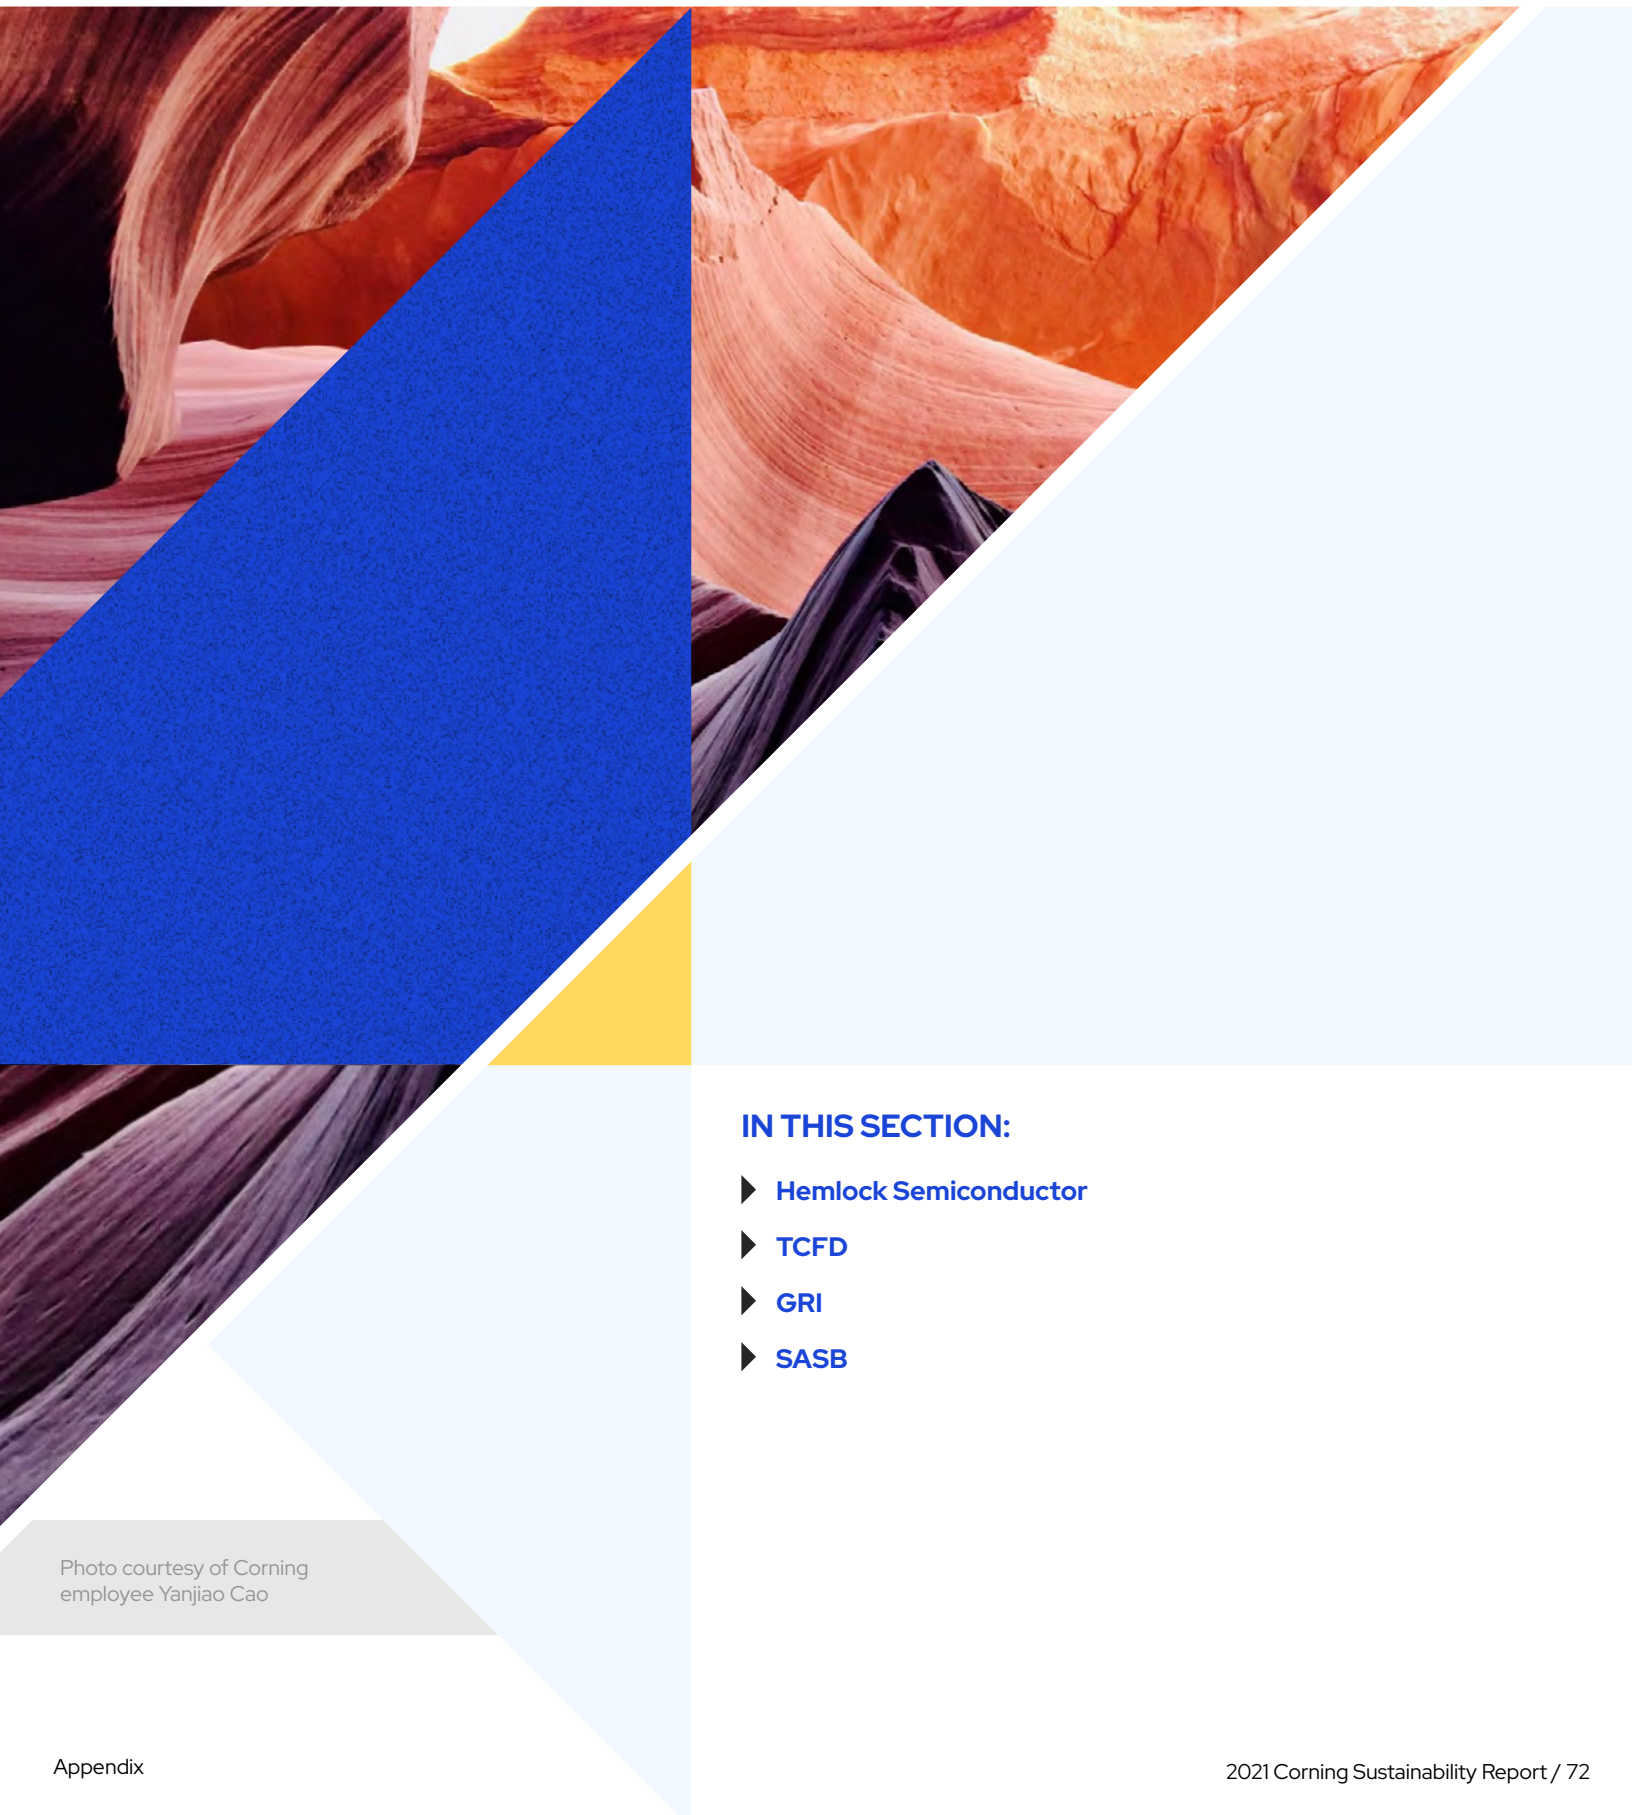 IN THIS SECTION:
Hemlock Semiconductor
TCFD
GRI
SASB
Photo courtesy of Corning
employee Yanjiao Cao
Appendix
2021 Corning Sustainability Report / 72